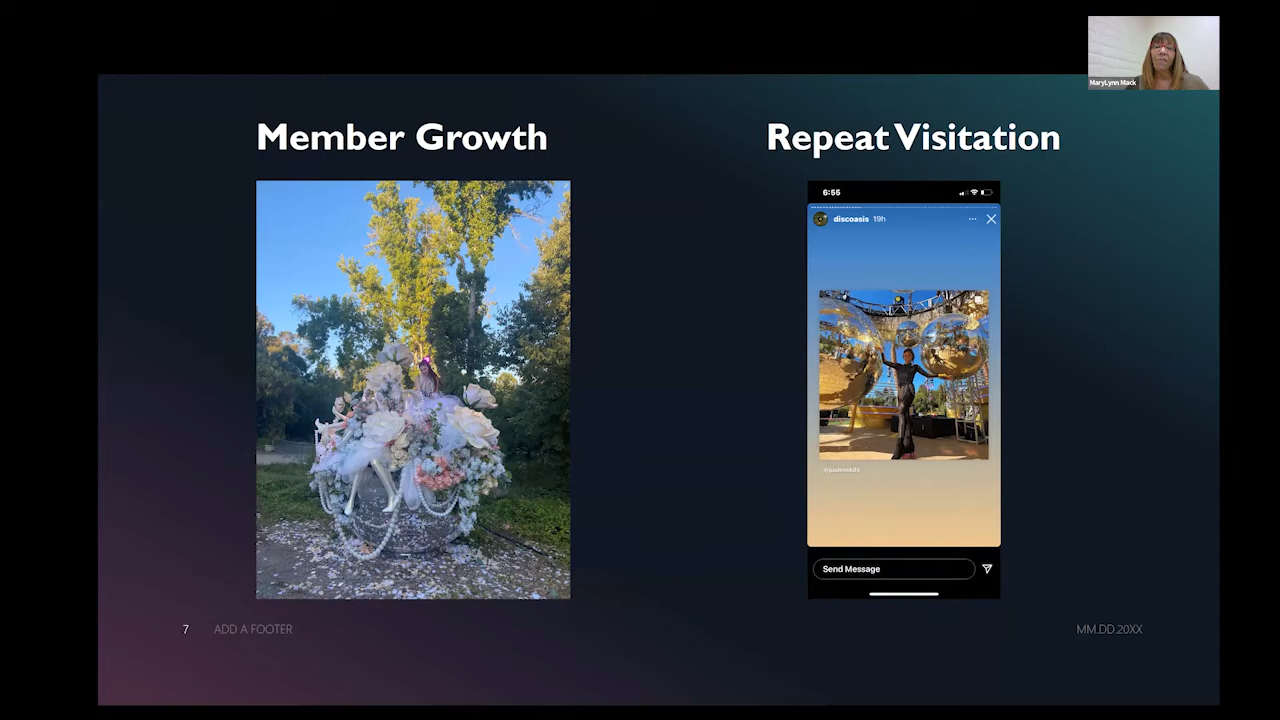 MaryLynn Mack
Member Growth
Repeat Visitation
6:55
discoasis 19h
Send Message
7 ADD A FOOTER
MM.DD.20XX